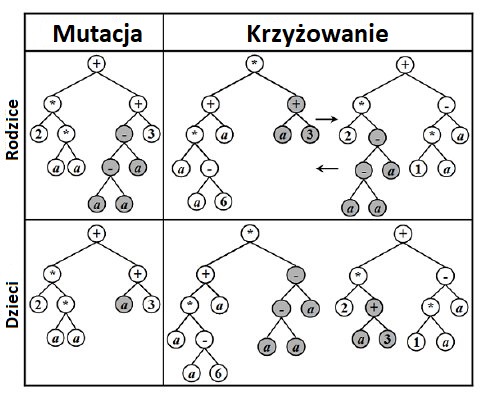 Mutacja Krzyżowanie
Rodzice
+ * +
* + + + * -
2 * - 3 * a a 3 2 - * a
a a - a a - - a 1 a
a a a 6 a a
Dzieci
+ * +
* + + - * -
2 * a 3 * a - a 2 + * a
a a a - a a a 3 1 a
a 6